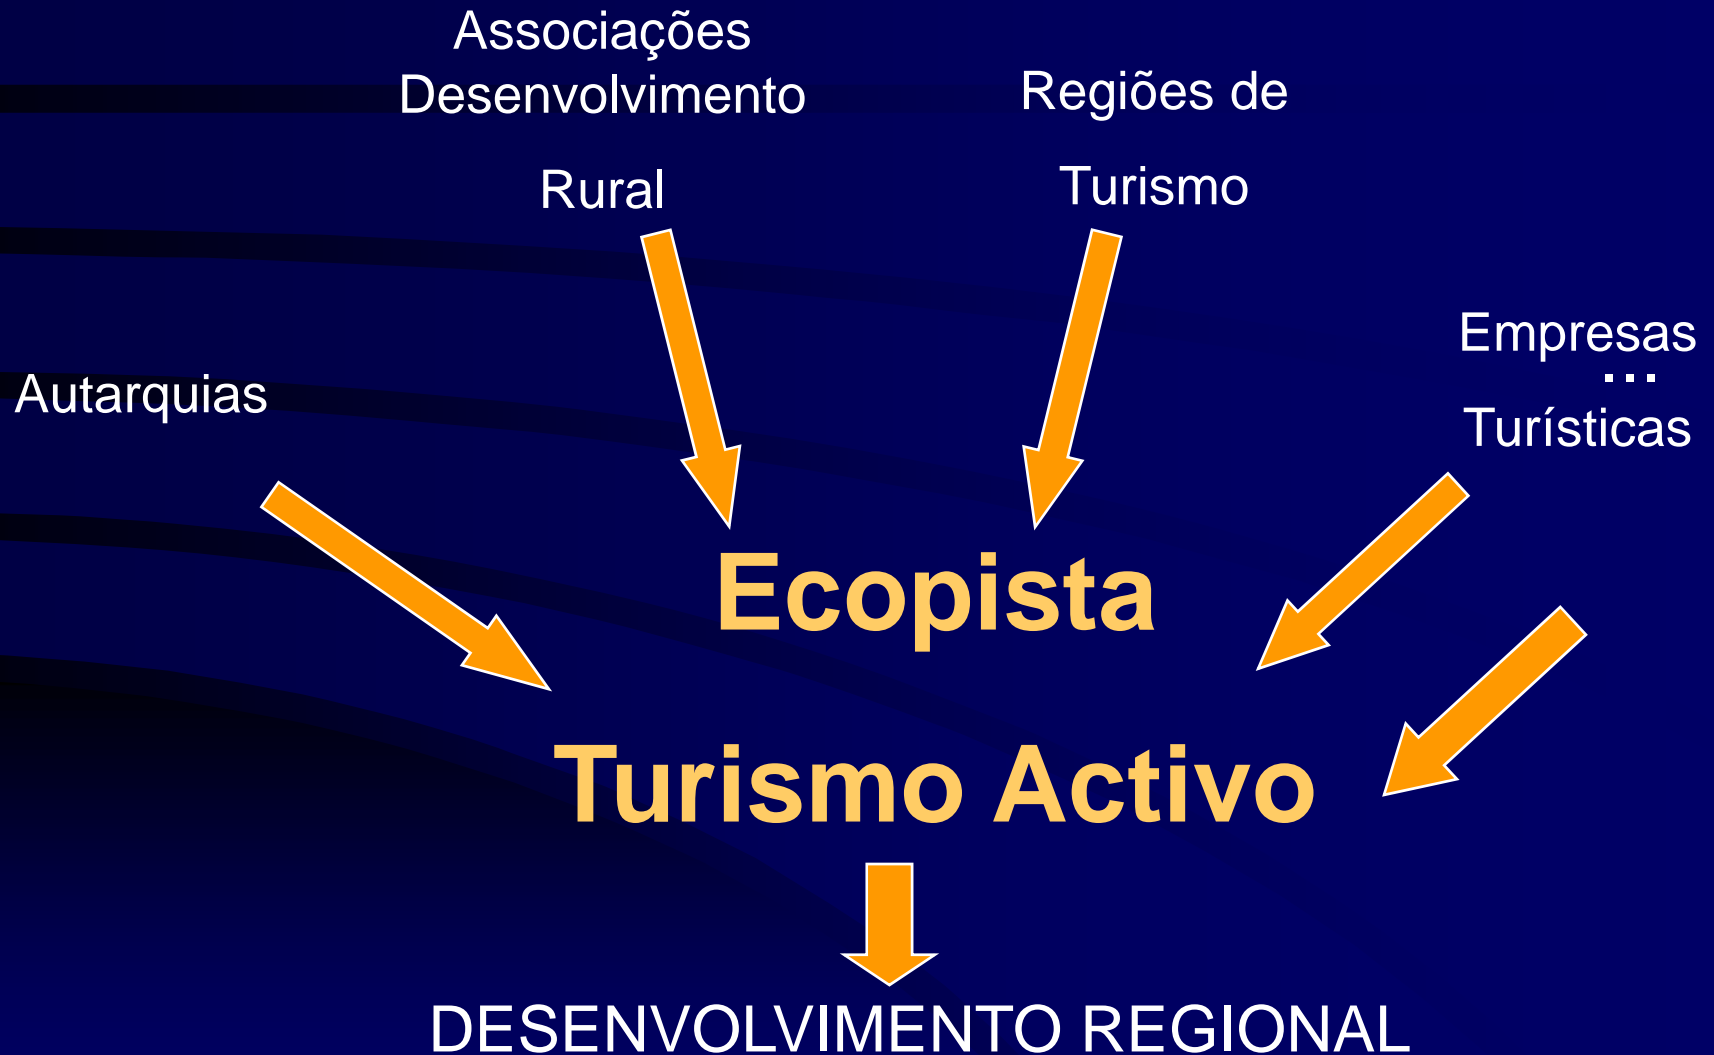 Associações
Desenvolvimento
Rural
Regiões de
Turismo
Autarquias
Empresas
...
Turísticas
Ecopista
Turismo Activo
DESENVOLVIMENTO REGIONAL